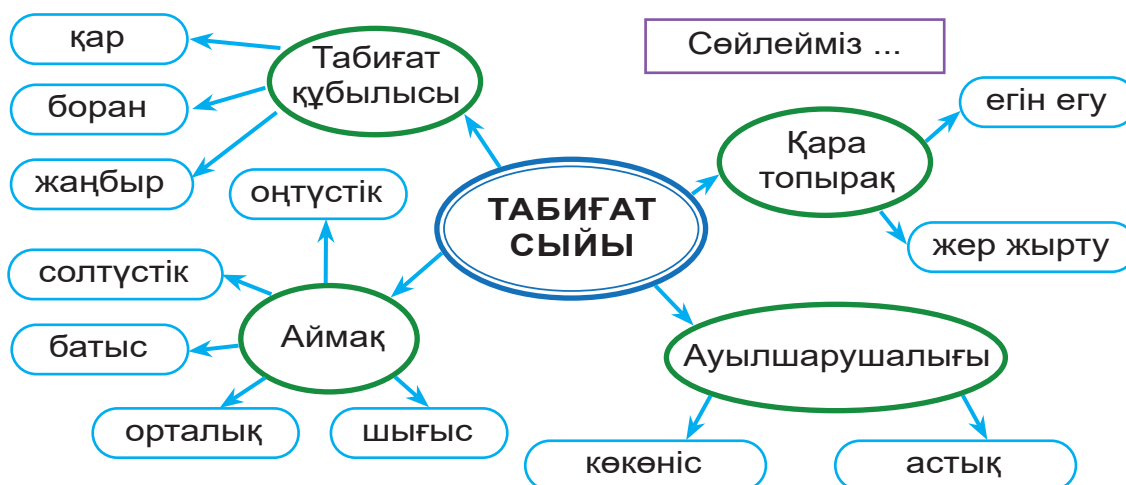 қар
Табиғат
құбылысы
боран
жаңбыр
Сөйлейміз ...
егін егу
Қара
топырақ
жер жырту
оңтүстік
ТАБИҒАТ
СЫЙЫ
солтүстік
Аймақ
батыс
орталық
шығыс
Ауылшарушалығы
көкөніс
астық